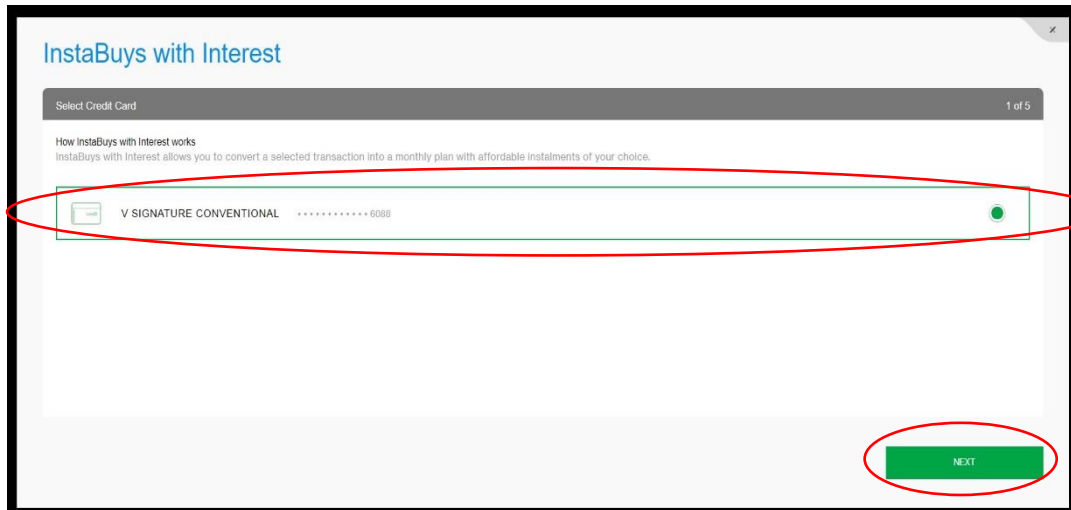 InstaBuys with Interest
Select Credit Card 1 of 5
How InstaBuys with Interest works
InstaBuys with Interest allows you to convert a selected transaction into a monthly plan with affordable instalments of your choice.
V SIGNATURE CONVENTIONAL ············6088
NEXT